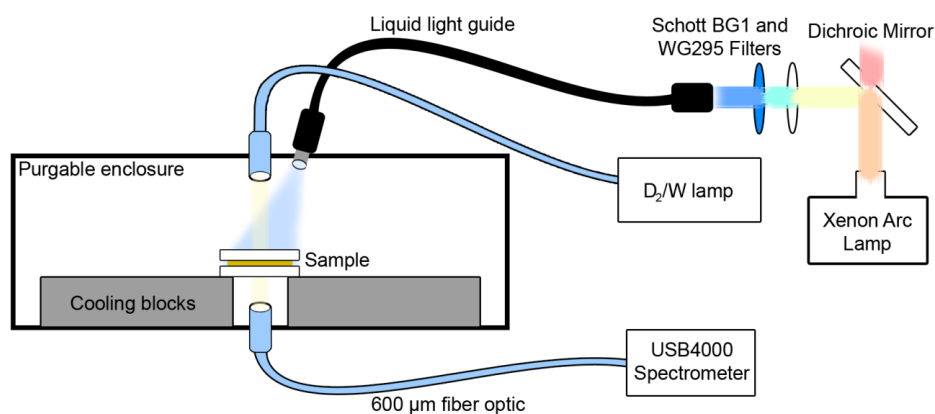 Liquid light guide
Schott BG1 and
WG295 Filters
Dichroic Mirror
Purgable enclosure
D₂/W lamp
Xenon Arc
Lamp
Sample
Cooling blocks
USB4000
Spectrometer
600 μm fiber optic